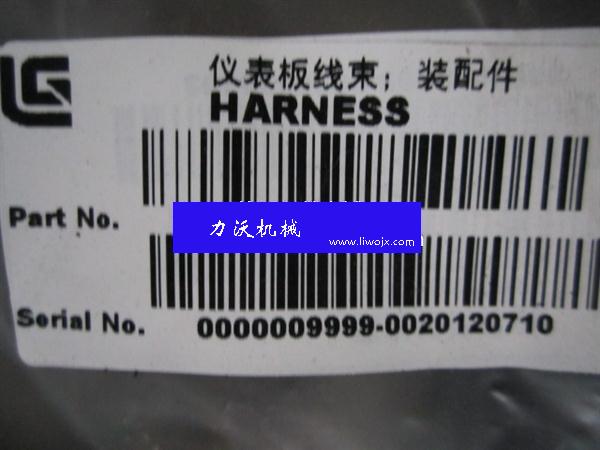 LG
仪表板线束；装配件
HARNESS
Part No.
力沃机械
www.liwojx.com
Serial No.
0000009999-0020120710